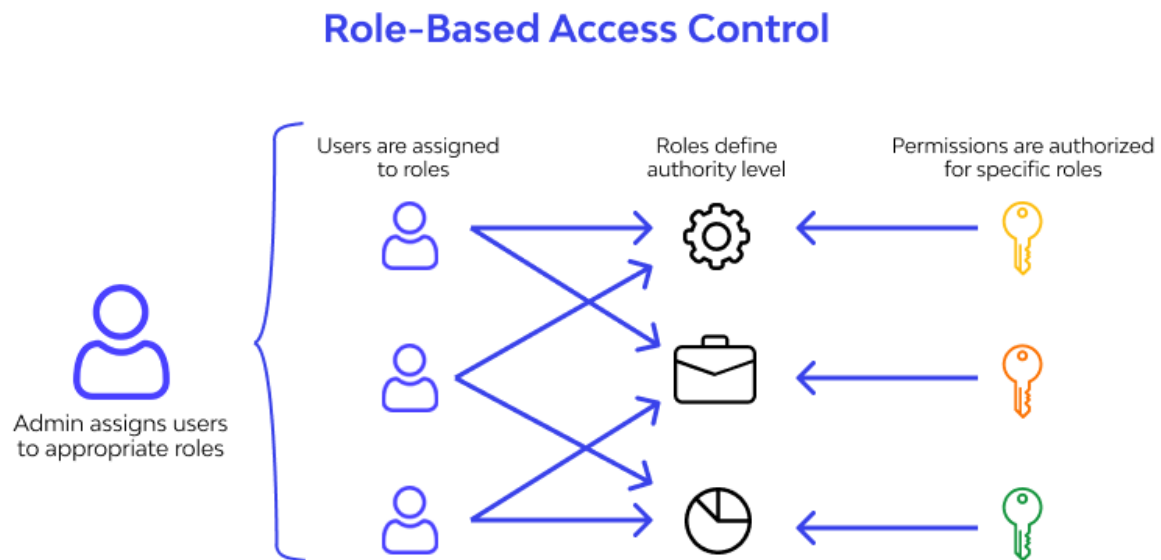 Role-Based Access Control
Users are assigned
to roles
Roles define
authority level
Permissions are authorized
for specific roles
Admin assigns users
to appropriate roles